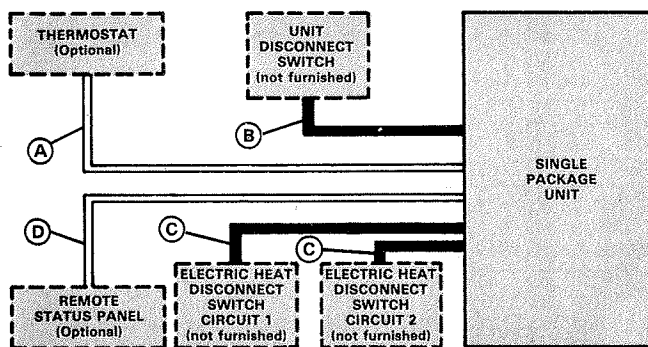 THERMOSTAT
(Optional)
UNIT
DISCONNECT
SWITCH
(not furnished)
A
B
SINGLE
PACKAGE
UNIT
D
C
C
REMOTE
STATUS PANEL
(Optional)
ELECTRIC HEAT
DISCONNECT
SWITCH
CIRCUIT 1
(not furnished)
ELECTRIC HEAT
DISCONNECT
SWITCH
CIRCUIT 2
(not furnished)